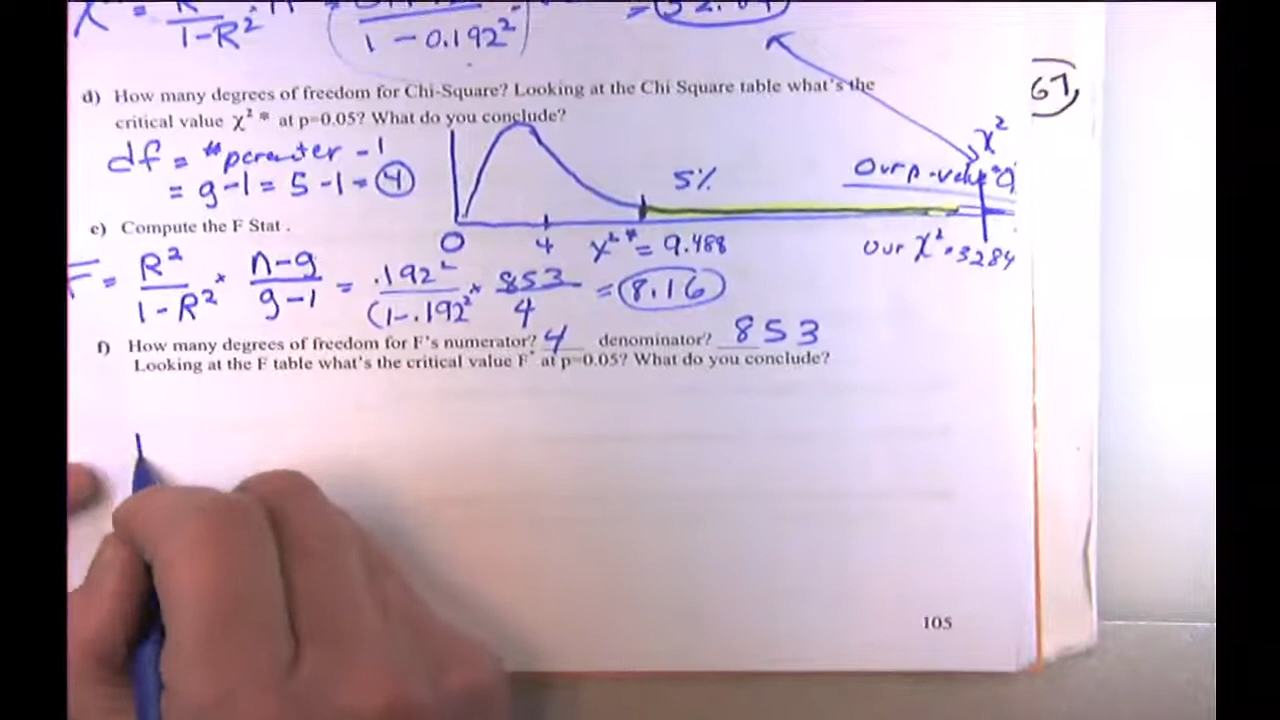 1-R²
1 - 0.192²
d) How many degrees of freedom for Chi-Square? Looking at the Chi Square table what's the
critical value χ² * at p=0.05? What do you conclude?
67,
χ²
df = # -1
= g-1 = 5-1 = 4
5%
Our p-value
0 4 χ²* = 9.488
Our χ² = 3284
e) Compute the F Stat .
F = R² / 1-R² * n-g / g-1 = .192² / (1-.192² * 853 / 4 = 8.16
f) How many degrees of freedom for F's numerator? 4 denominator? 853
Looking at the F table what's the critical value F* at p=0.05? What do you conclude?
105